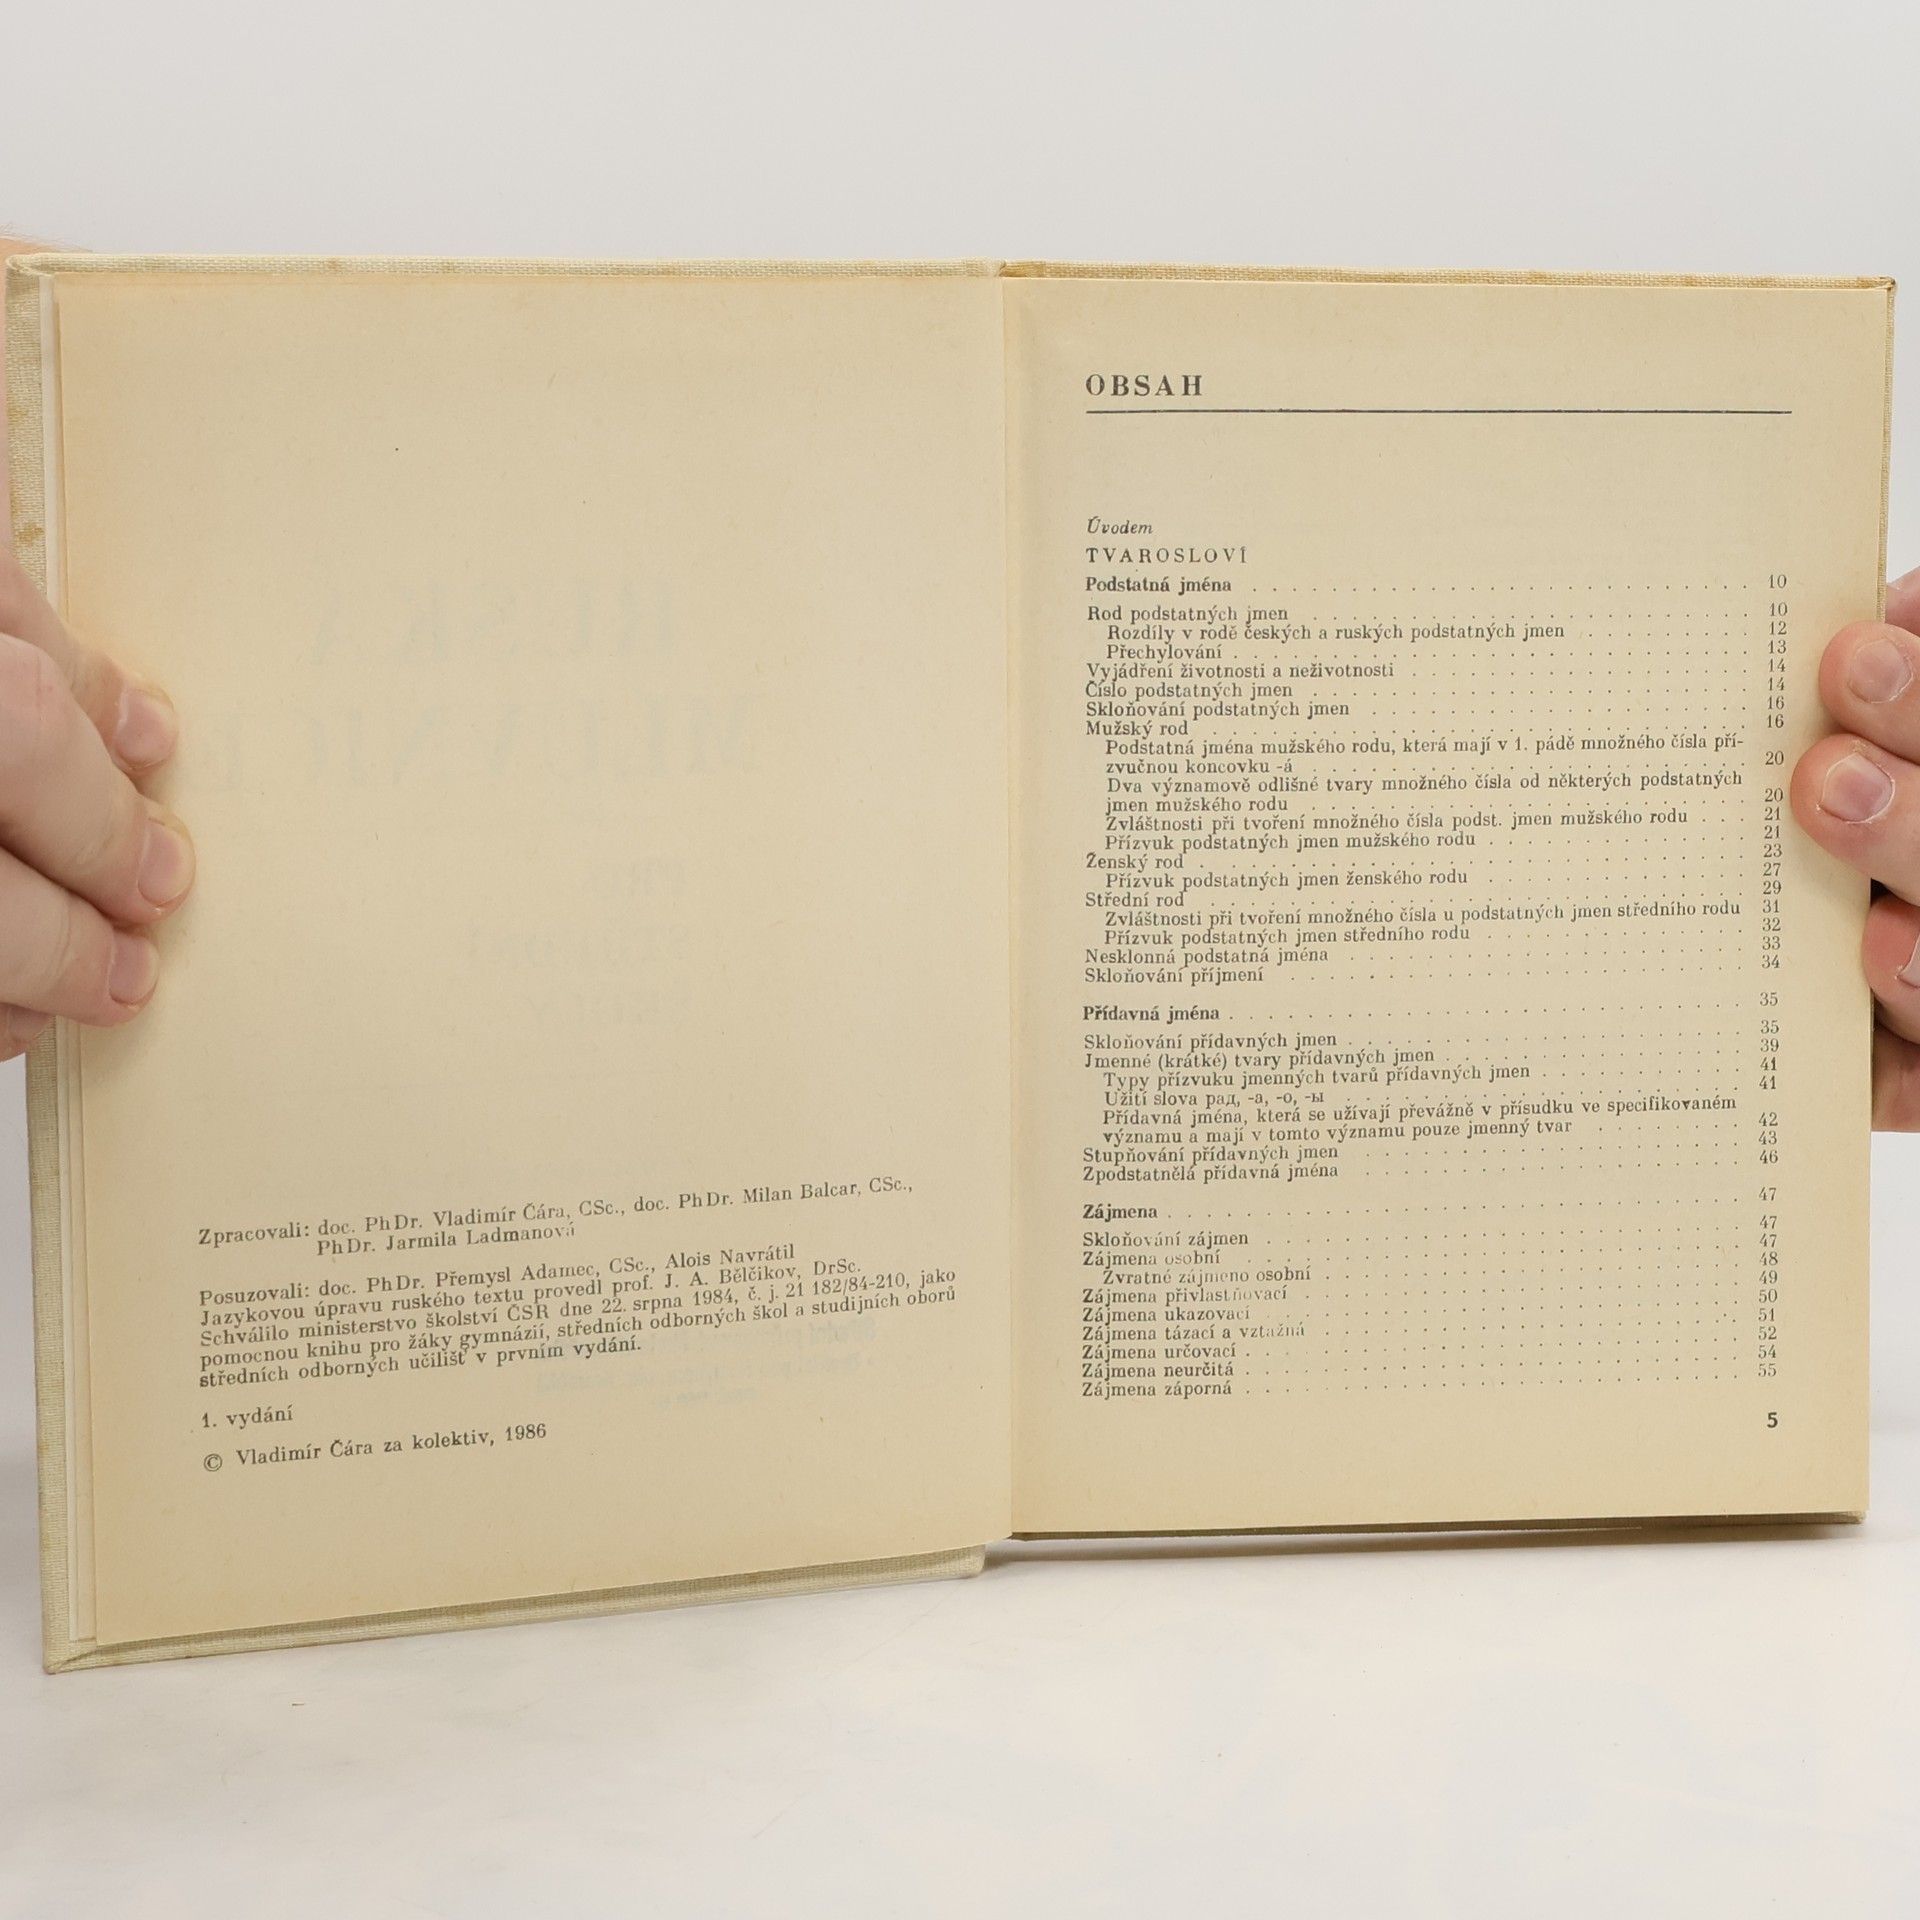 Zpracovali: doc. PhDr. Vladimír Čára, CSc., doc. PhDr. Milan Balcar, CSc.,
PhDr. Jarmila Ladmanová
Posuzovali: doc. PhDr. Přemysl Adamec, CSc., Alois Navrátil
Jazykovou úpravu ruského textu provedl prof. J. A. Bělčikov, DrSc.
Schválilo ministerstvo školství ČSR dne 22. srpna 1984, č. j. 21 182/84-210, jako
pomocnou knihu pro žáky gymnázií, středních odborných škol a studijních oborů
středních odborných učilišť v prvním vydání.
1. vydání
© Vladimír Čára za kolektiv, 1986
OBSAH
Úvodem
TVAROSLOVÍ
Podstatná jména . . . . . . . . . . 10
Rod podstatných jmen . . . . . . . . . . 10
Rozdíly v rodě českých a ruských podstatných jmen . . . . . . . . . . 12
Přechylování . . . . . . . . . . 13
Vyjádření životnosti a neživotnosti . . . . . . . . . . 14
Číslo podstatných jmen . . . . . . . . . . 14
Skloňování podstatných jmen . . . . . . . . . . 16
Mužský rod . . . . . . . . . . 16
Podstatná jména mužského rodu, která mají v 1. pádě množného čísla pří-
zvučnou koncovku -á . . . . . . . . . . 20
Dva významově odlišné tvary množného čísla od některých podstatných
jmen mužského rodu . . . . . . . . . . 20
Zvláštnosti při tvoření množného čísla podst. jmen mužského rodu . . . 21
Přízvuk podstatných jmen mužského rodu . . . . . . . . . . 21
Ženský rod . . . . . . . . . . 23
Přízvuk podstatných jmen ženského rodu . . . . . . . . . . 27
Střední rod . . . . . . . . . . 29
Zvláštnosti při tvoření množného čísla u podstatných jmen středního rodu 31
Přízvuk podstatných jmen středního rodu . . . . . . . . . . 32
Nesklonná podstatná jména . . . . . . . . . . 33
Skloňování příjmení . . . . . . . . . . 34
Přídavná jména . . . . . . . . . . 35
Skloňování přídavných jmen . . . . . . . . . . 35
Jmenné (krátké) tvary přídavných jmen . . . . . . . . . . 39
Typy přízvuku jmenných tvarů přídavných jmen . . . . . . . . . . 41
Užití slova рад, -а, -о, -ы . . . . . . . . . . 41
Přídavná jména, která se užívají převážně v přísudku ve specifikovaném
významu a mají v tomto významu pouze jmenný tvar . . . . . . . . 42
Stupňování přídavných jmen . . . . . . . . . . 43
Zpodstatnělá přídavná jména . . . . . . . . . . 46
Zájmena . . . . . . . . . . 47
Skloňování zájmen . . . . . . . . . . 47
Zájmena osobní . . . . . . . . . . 47
Zvratné zájmeno osobní . . . . . . . . . . 48
Zájmena přivlastňovací . . . . . . . . . . 49
Zájmena ukazovací . . . . . . . . . . 50
Zájmena tázací a vztažná . . . . . . . . . . 51
Zájmena určovací . . . . . . . . . . 52
Zájmena neurčitá . . . . . . . . . . 54
Zájmena záporná . . . . . . . . . . 55
5